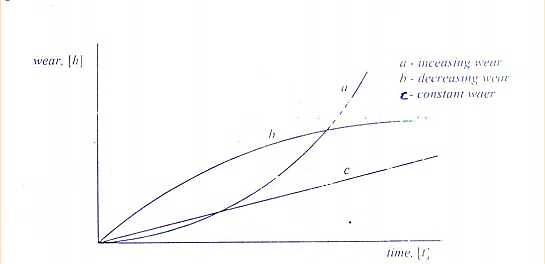 wear, [h]
a - inceasing wear
b - decreasing wear
c - constant waer
a
b
c
time, [t]